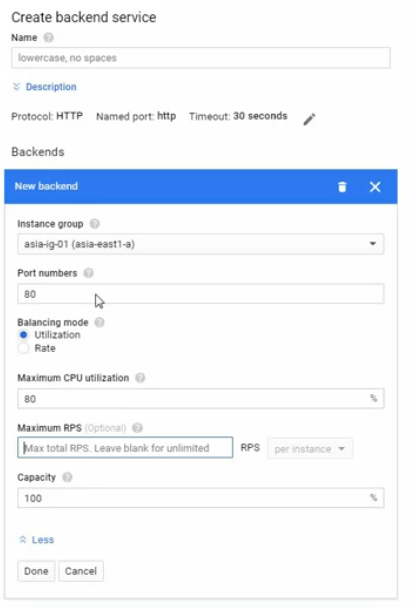 Create backend service
Name
lowercase, no spaces
Description
Protocol: HTTP Named port: http Timeout: 30 seconds
Backends
New backend
Instance group
asia-ig-01 (asia-east1-a)
Port numbers
80
Balancing mode
Utilization
Rate
Maximum CPU utilization
80 %
Maximum RPS (Optional)
Max total RPS. Leave blank for unlimited RPS per instance
Capacity
100 %
Less
Done Cancel